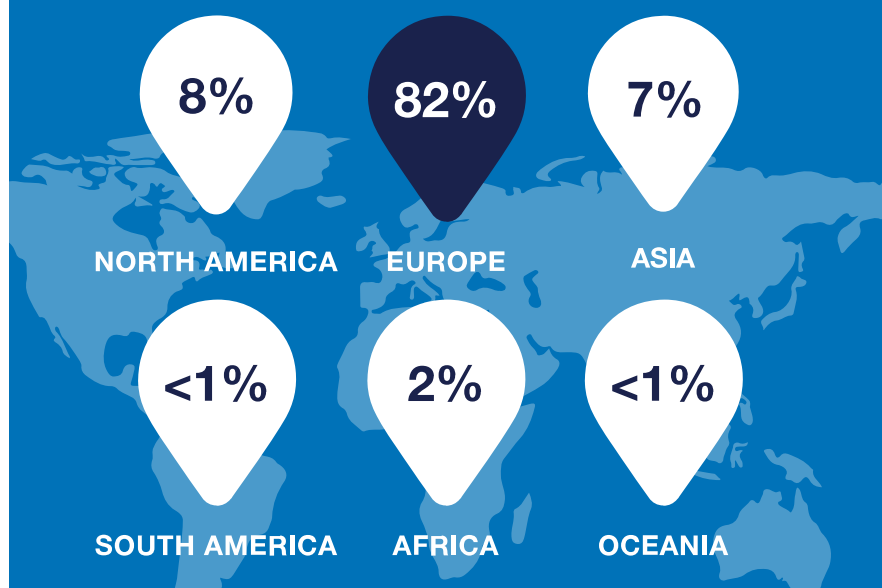 8%
82%
7%
NORTH AMERICA
EUROPE
ASIA
<1%
2%
<1%
SOUTH AMERICA
AFRICA
OCEANIA